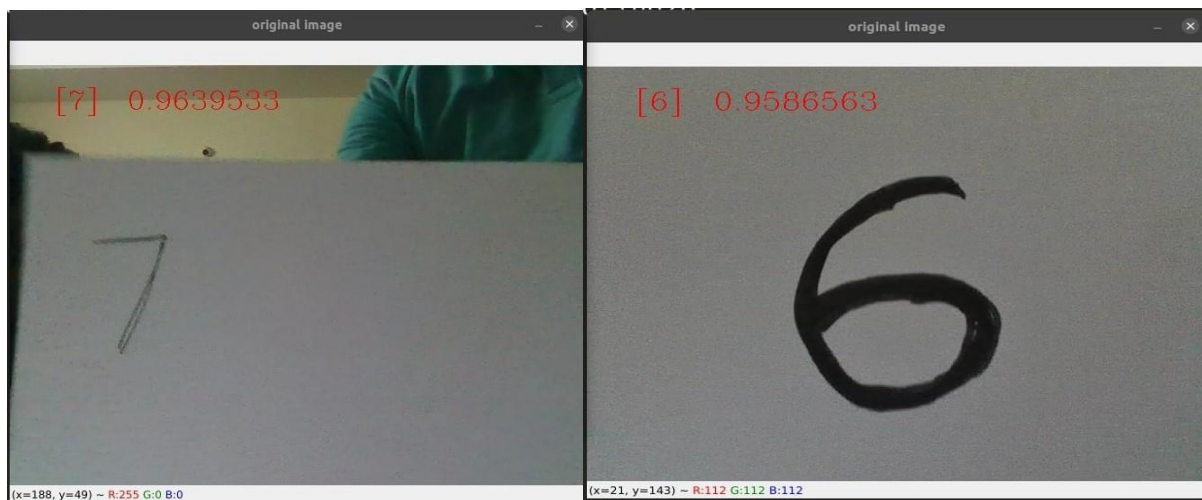 original image
[7] 0.9639533
7
(x=188, y=49) ~ R:255 G:0 B:0
original image
[6] 0.9586563
6
(x=21, y=143) ~ R:112 G:112 B:112